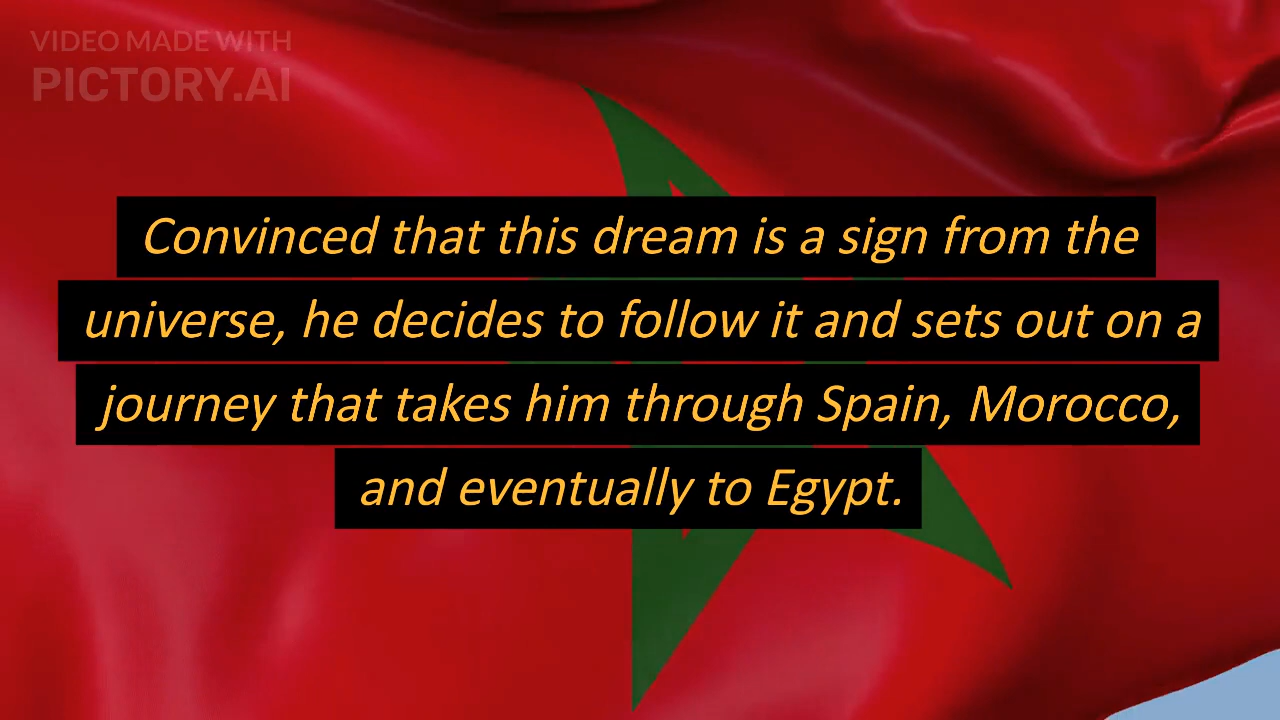 VIDEO MADE WITH
PICTORY.AI
Convinced that this dream is a sign from the
universe, he decides to follow it and sets out on a
journey that takes him through Spain, Morocco,
and eventually to Egypt.